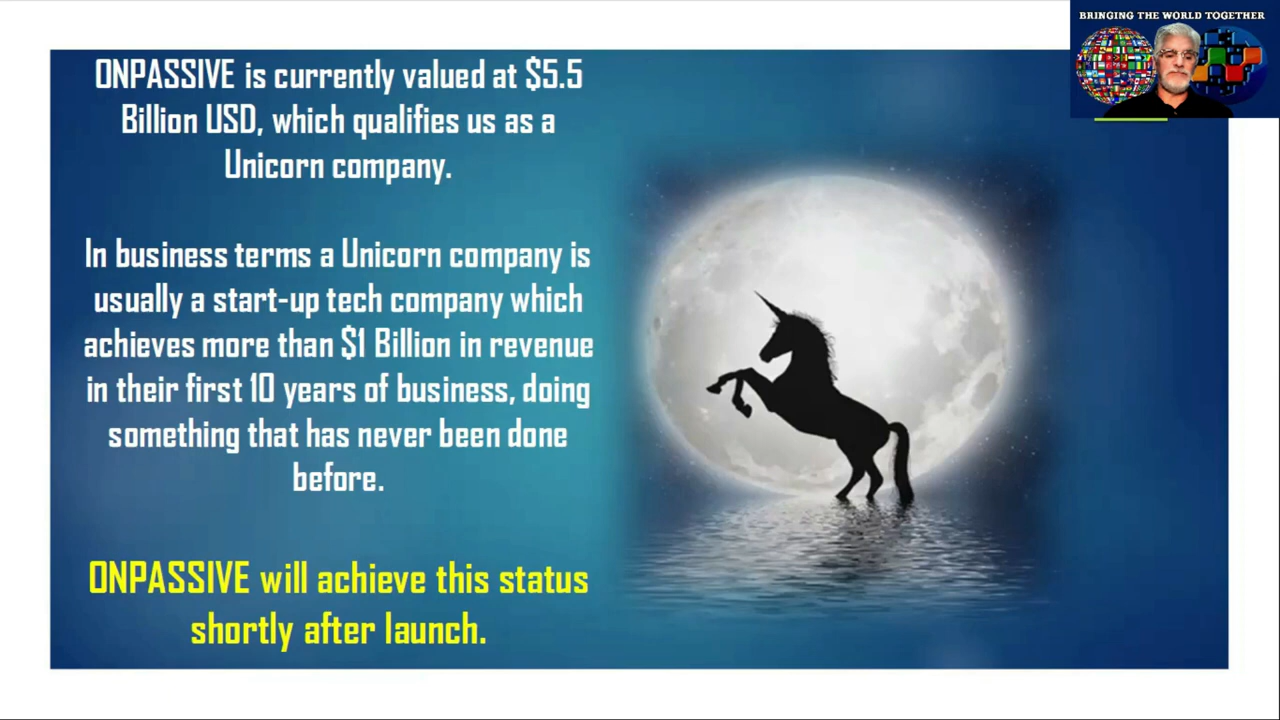 BRINGING THE WORLD TOGETHER
ONPASSIVE is currently valued at $5.5
Billion USD, which qualifies us as a
Unicorn company.
In business terms a Unicorn company is
usually a start-up tech company which
achieves more than $1 Billion in revenue
in their first 10 years of business, doing
something that has never been done
before.
ONPASSIVE will achieve this status
shortly after launch.